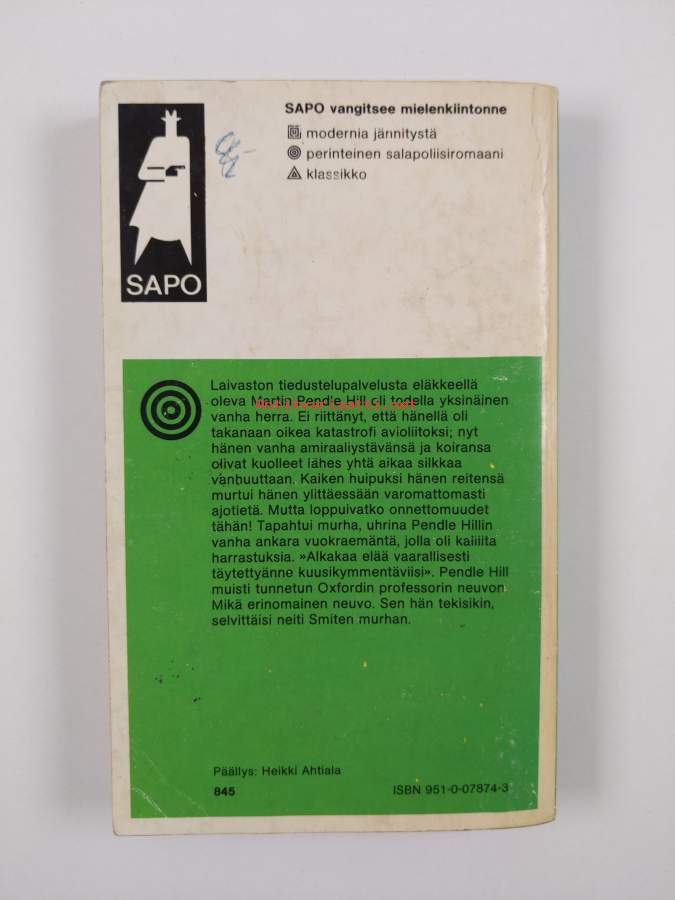 SAPO vangitsee mielenkiintonne
modernia jännitystä
perinteinen salapoliisiromaani
klassikko
SAPO
Laivaston tiedustelupalvelusta eläkkeellä
oleva Martin Pendle Hill oli todella yksinäinen
vanha herra. Ei riittänyt, että hänellä oli
takanaan oikea katastrofi avioliitoksi; nyt
hänen vanha amiraaliystävänsä ja koiransa
olivat kuolleet lähes yhtä aikaa silkkaa
vanhuuttaan. Kaiken huipuksi hänen reitensä
murtui hänen ylittäessään varomattomasti
ajotietä. Mutta loppuivatko onnettomuudet
tähän! Tapahtui murha, uhrina Pendle Hillin
vanha ankara vuokraemäntä, jolla oli kalliita
harrastuksia. »Alkakaa elää vaarallisesti
täytettyänne kuusikymmentäviisi». Pendle Hill
muisti tunnetun Oxfordin professorin neuvon.
Mikä erinomainen neuvo. Sen hän tekisikin,
selvittäisi neiti Smiten murhan.
Päällys: Heikki Ahtiala
845
ISBN 951-0-07874-3